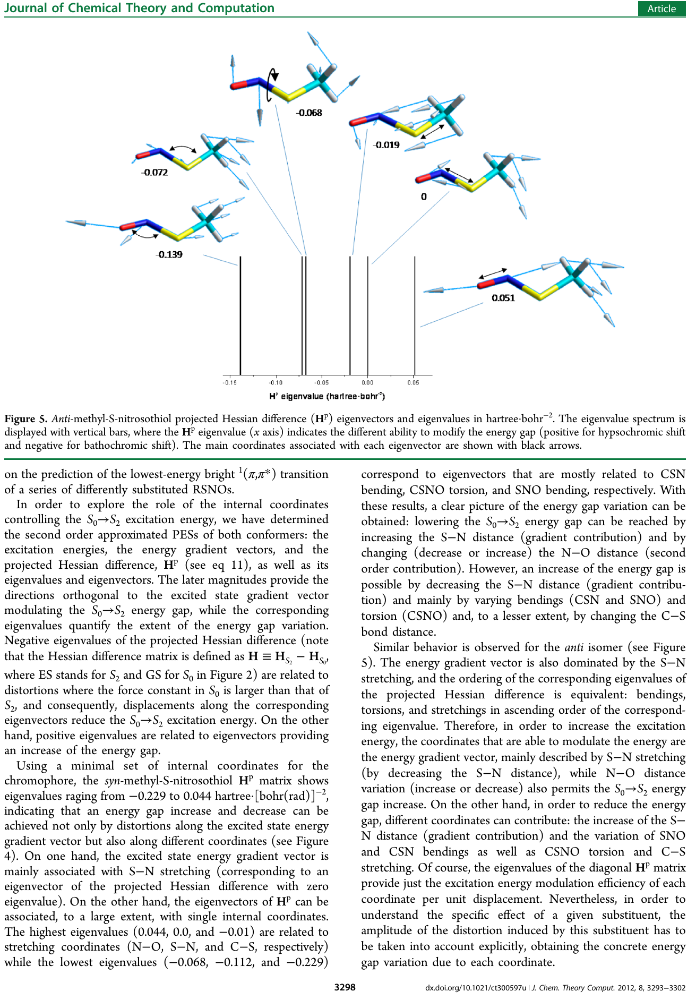 Journal of Chemical Theory and Computation
Article
-0.068
-0.019
-0.072
0
-0.139
0.051
-0.15
-0.10
-0.05
0.00
0.05
Hᵖ eigenvalue (hartree·bohr⁻²)
Figure 5. Anti-methyl-S-nitrosothiol projected Hessian difference (Hᵖ) eigenvectors and eigenvalues in hartree·bohr⁻². The eigenvalue spectrum is
displayed with vertical bars, where the Hᵖ eigenvalue (x axis) indicates the different ability to modify the energy gap (positive for hypsochromic shift
and negative for bathochromic shift). The main coordinates associated with each eigenvector are shown with black arrows.
on the prediction of the lowest-energy bright ¹(π,π*) transition
of a series of differently substituted RSNOs.
In order to explore the role of the internal coordinates
controlling the S₀→S₂ excitation energy, we have determined
the second order approximated PESs of both conformers: the
excitation energies, the energy gradient vectors, and the
projected Hessian difference, Hᵖ (see eq 11), as well as its
eigenvalues and eigenvectors. The later magnitudes provide the
directions orthogonal to the excited state gradient vector
modulating the S₀→S₂ energy gap, while the corresponding
eigenvalues quantify the extent of the energy gap variation.
Negative eigenvalues of the projected Hessian difference (note
that the Hessian difference matrix is defined as H ≡ H_S₂ − H_S₀,
where ES stands for S₂ and GS for S₀ in Figure 2) are related to
distortions where the force constant in S₀ is larger than that of
S₂, and consequently, displacements along the corresponding
eigenvectors reduce the S₀→S₂ excitation energy. On the other
hand, positive eigenvalues are related to eigenvectors providing
an increase of the energy gap.
Using a minimal set of internal coordinates for the
chromophore, the syn-methyl-S-nitrosothiol Hᵖ matrix shows
eigenvalues raging from −0.229 to 0.044 hartree·[bohr(rad)]⁻²,
indicating that an energy gap increase and decrease can be
achieved not only by distortions along the excited state energy
gradient vector but also along different coordinates (see Figure
4). On one hand, the excited state energy gradient vector is
mainly associated with S−N stretching (corresponding to an
eigenvector of the projected Hessian difference with zero
eigenvalue). On the other hand, the eigenvectors of Hᵖ can be
associated, to a large extent, with single internal coordinates.
The highest eigenvalues (0.044, 0.0, and −0.01) are related to
stretching coordinates (N−O, S−N, and C−S, respectively)
while the lowest eigenvalues (−0.068, −0.112, and −0.229)
correspond to eigenvectors that are mostly related to CSN
bending, CSNO torsion, and SNO bending, respectively. With
these results, a clear picture of the energy gap variation can be
obtained: lowering the S₀→S₂ energy gap can be reached by
increasing the S−N distance (gradient contribution) and by
changing (decrease or increase) the N−O distance (second
order contribution). However, an increase of the energy gap is
possible by decreasing the S−N distance (gradient contribu-
tion) and mainly by varying bendings (CSN and SNO) and
torsion (CSNO) and, to a lesser extent, by changing the C−S
bond distance.
Similar behavior is observed for the anti isomer (see Figure
5). The energy gradient vector is also dominated by the S−N
stretching, and the ordering of the corresponding eigenvalues of
the projected Hessian difference is equivalent: bendings,
torsions, and stretchings in ascending order of the correspond-
ing eigenvalue. Therefore, in order to increase the excitation
energy, the coordinates that are able to modulate the energy are
the energy gradient vector, mainly described by S−N stretching
(by decreasing the S−N distance), while N−O distance
variation (increase or decrease) also permits the S₀→S₂ energy
gap increase. On the other hand, in order to reduce the energy
gap, different coordinates can contribute: the increase of the S−
N distance (gradient contribution) and the variation of SNO
and CSN bendings as well as CSNO torsion and C−S
stretching. Of course, the eigenvalues of the diagonal Hᵖ matrix
provide just the excitation energy modulation efficiency of each
coordinate per unit displacement. Nevertheless, in order to
understand the specific effect of a given substituent, the
amplitude of the distortion induced by this substituent has to
be taken into account explicitly, obtaining the concrete energy
gap variation due to each coordinate.
3298
dx.doi.org/10.1021/ct300597u | J. Chem. Theory Comput. 2012, 8, 3293−3302